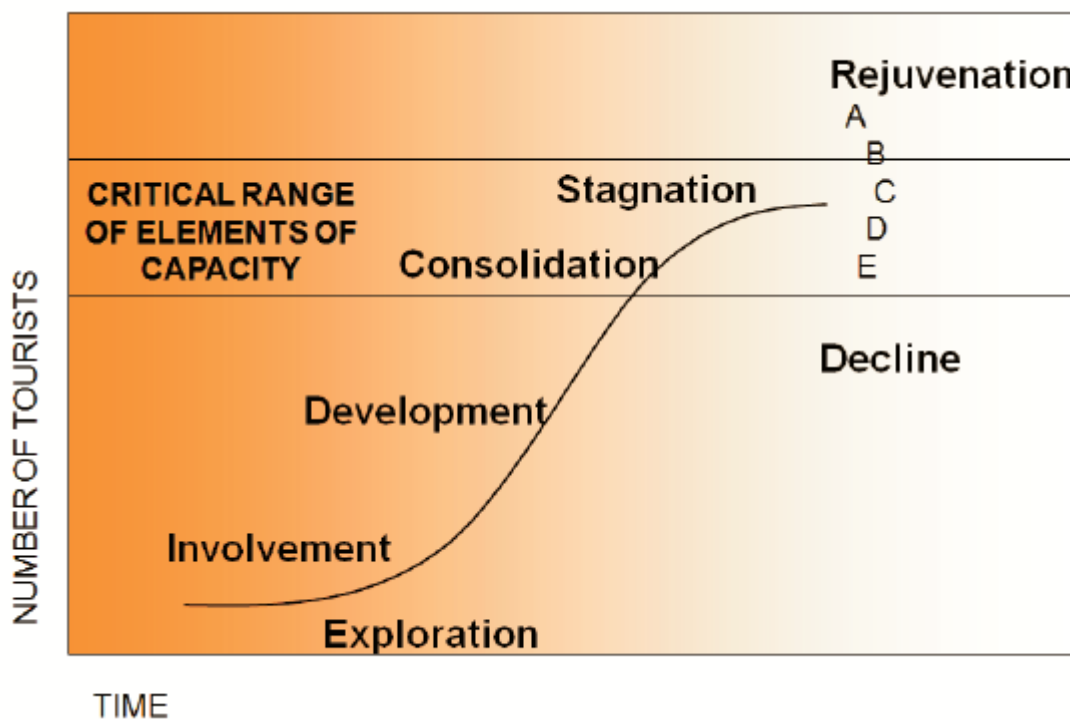 Rejuvenation
A
B
CRITICAL RANGE
OF ELEMENTS OF
CAPACITY
Stagnation
C
D
Consolidation
E
Decline
Development
Involvement
Exploration
NUMBER OF TOURISTS
TIME